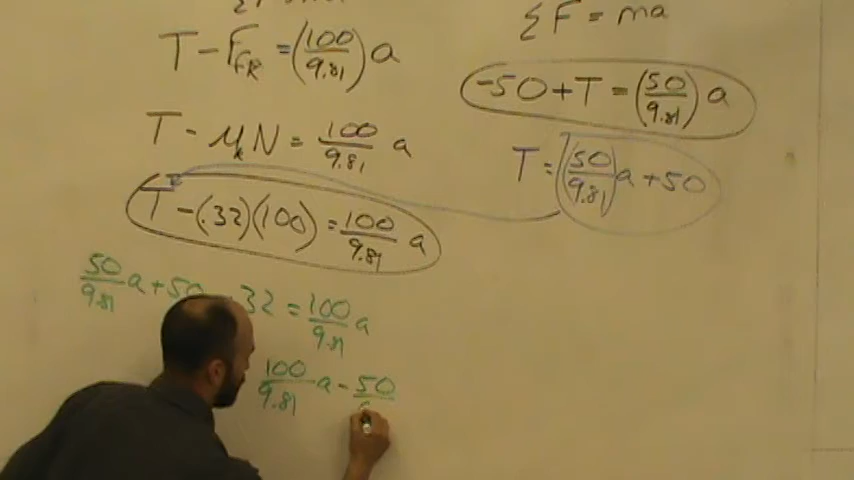 T - F_FR = (100/9.81) a
T - μ_k N = 100/9.81 a
T - (.32)(100) = 100/9.81 a
50/9.81 a + 50 - 32 = 100/9.81 a
100/9.81 a - 50
ΣF = ma
-50 + T = (50/9.81) a
T = (50/9.81) a + 50